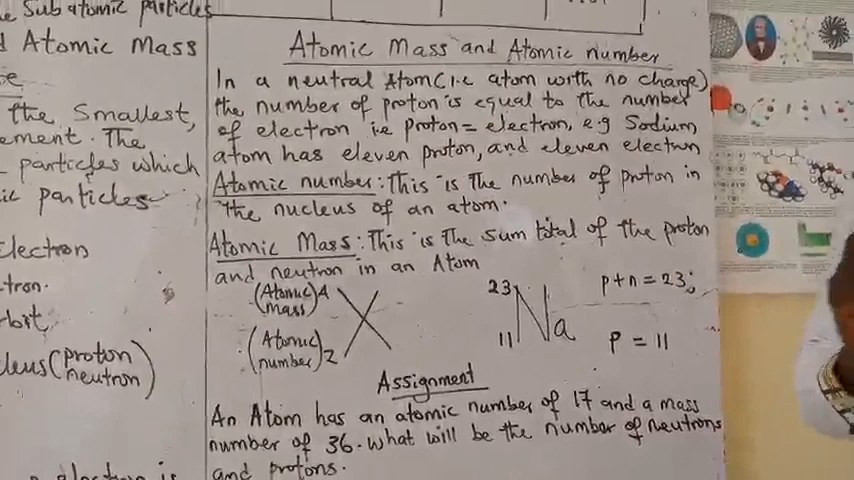 e Sub atomic particles
d Atomic Mass
e
the smallest,
ement. The
particles which
ic particles
Electron
tron.
rbit,
leus (proton
neutron)
electron is
Atomic Mass and Atomic number
In a neutral Atom (i.e atom with no charge)
the number of proton is equal to the number
of electron i.e proton = electron, e.g Sodium
atom has eleven proton, and eleven electron
Atomic number: This is The number of proton in
The nucleus of an atom.
Atomic Mass: This is The Sum total of the proton
and neutron in an Atom
(Atomic mass) A X
(Atomic number) Z
23 Na p+n = 23;
11 p = 11
Assignment
An Atom has an atomic number of 17 and a mass
number of 36. what will be the number of neutrons
and protons.